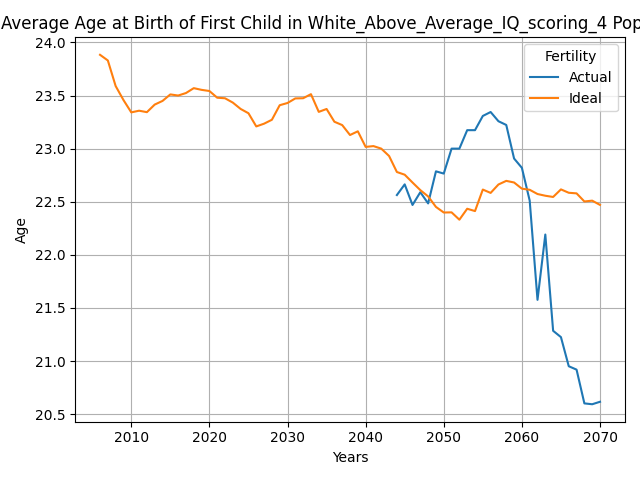 Average Age at Birth of First Child in White_Above_Average_IQ_scoring_4 Pop
24.0
23.5
23.0
22.5
22.0
21.5
21.0
20.5
Age
Fertility
Actual
Ideal
2010 2020 2030 2040 2050 2060 2070
Years